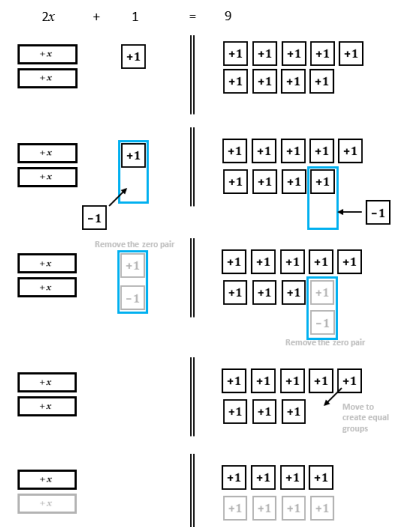 2x + 1 = 9
+x +1 +1 +1 +1 +1 +1
+x +1 +1 +1 +1
+x +1 +1 +1 +1 +1 +1
+x +1 +1 +1 +1
-1 -1
Remove the zero pair
+x +1 +1 +1 +1 +1 +1
+x -1 +1 +1 +1 +1
-1
Remove the zero pair
+x +1 +1 +1 +1 +1
+x +1 +1 +1
Move to
create equal
groups
+x +1 +1 +1 +1
+x +1 +1 +1 +1